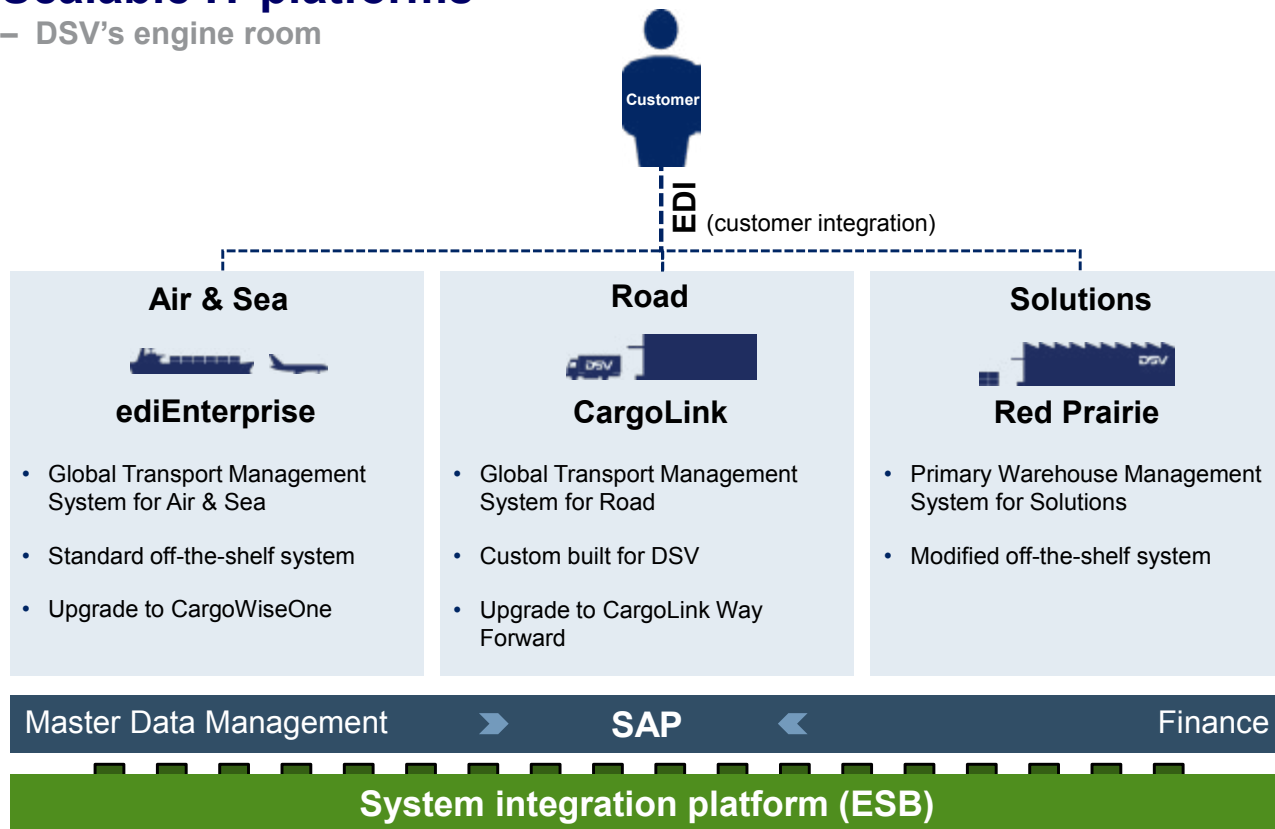 Scalable IT platforms
– DSV's engine room
Customer
EDI
(customer integration)
Air & Sea
ediEnterprise
• Global Transport Management
System for Air & Sea
• Standard off-the-shelf system
• Upgrade to CargoWiseOne
Road
DSV
CargoLink
• Global Transport Management
System for Road
• Custom built for DSV
• Upgrade to CargoLink Way
Forward
Solutions
DSV
Red Prairie
• Primary Warehouse Management
System for Solutions
• Modified off-the-shelf system
Master Data Management SAP Finance
System integration platform (ESB)